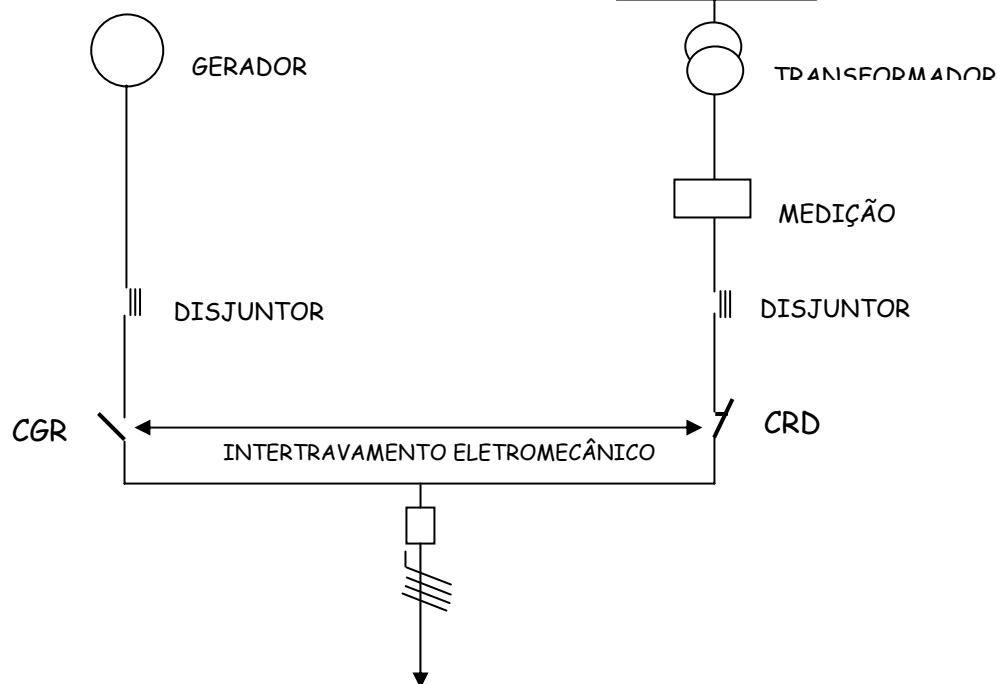 GERADOR
TRANSFORMADOR
MEDIÇÃO
DISJUNTOR
DISJUNTOR
CGR
CRD
INTERTRAVAMENTO ELETROMECÂNICO